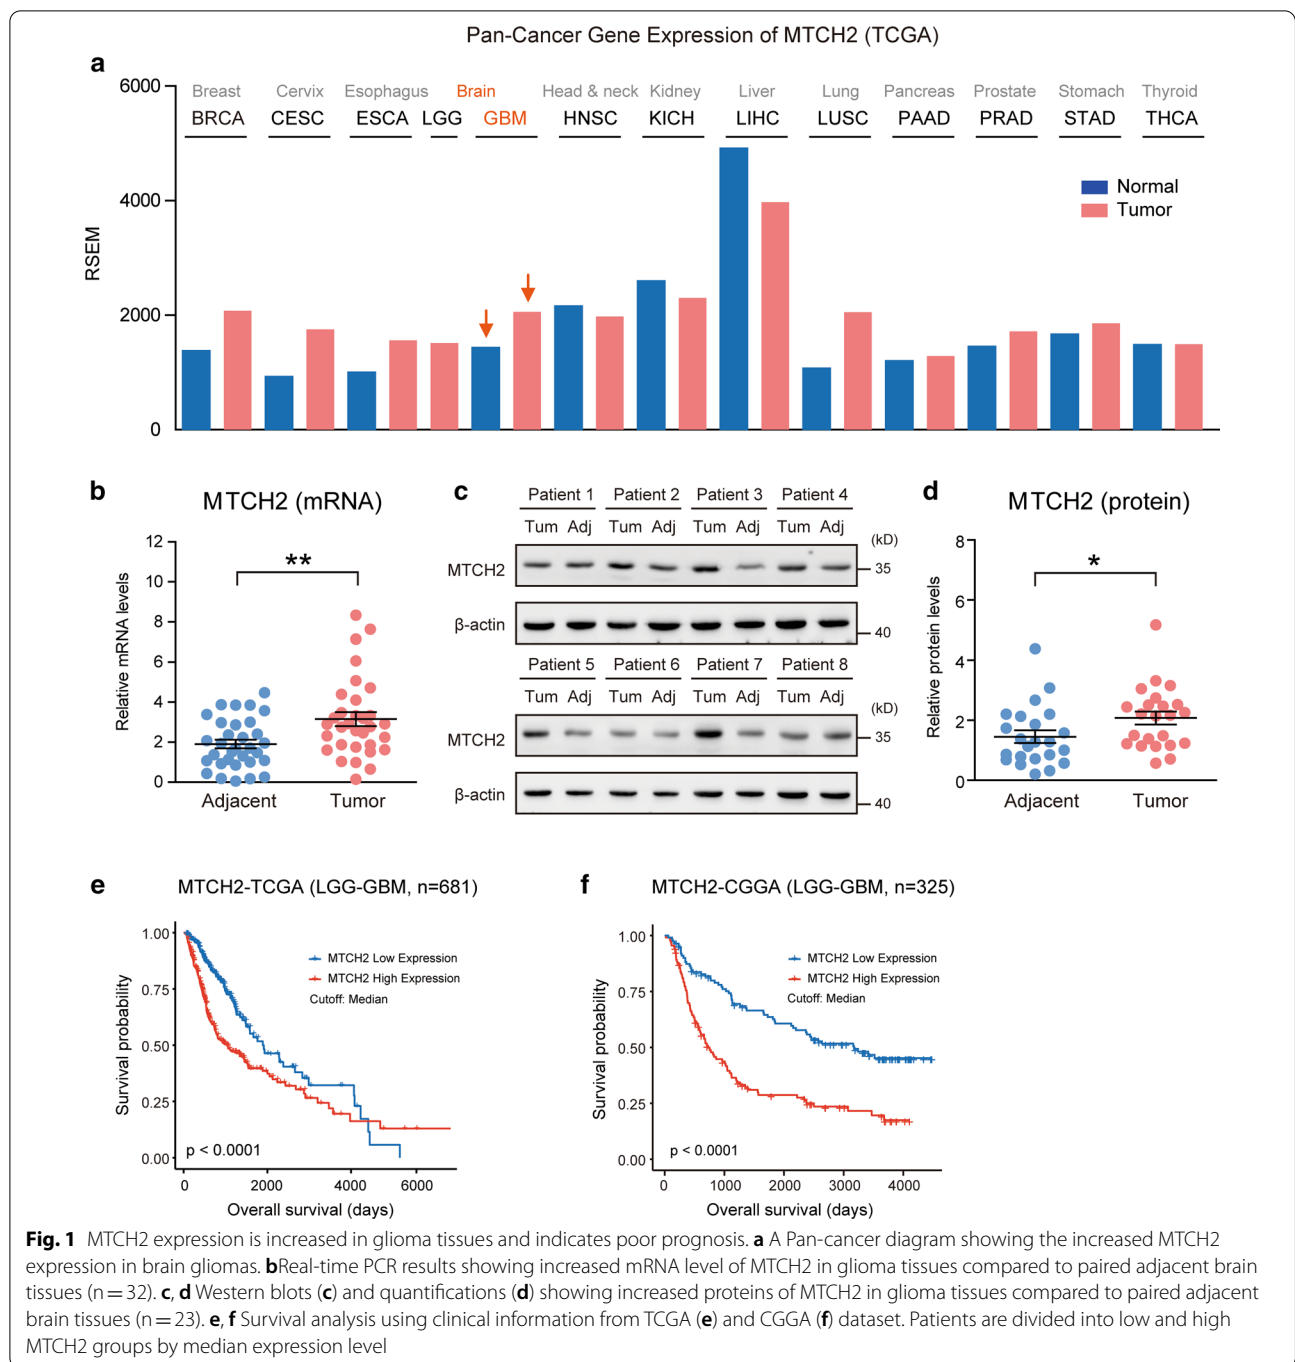 Pan-Cancer Gene Expression of MTCH2 (TCGA)
a
6000
4000
2000
0
RSEM
Breast Cervix Esophagus Brain Head & neck Kidney Liver Lung Pancreas Prostate Stomach Thyroid
BRCA CESC ESCA LGG GBM HNSC KICH LIHC LUSC PAAD PRAD STAD THCA
Normal
Tumor
b
MTCH2 (mRNA)
Relative mRNA levels
12
10
8
6
4
2
0
**
Adjacent Tumor
c
Patient 1 Patient 2 Patient 3 Patient 4
Tum Adj Tum Adj Tum Adj Tum Adj
(kD)
MTCH2 35
β-actin 40
Patient 5 Patient 6 Patient 7 Patient 8
Tum Adj Tum Adj Tum Adj Tum Adj
(kD)
MTCH2 35
β-actin 40
d
MTCH2 (protein)
Relative protein levels
8
6
4
2
0
*
Adjacent Tumor
e
MTCH2-TCGA (LGG-GBM, n=681)
Survival probability
1.00
0.75
0.50
0.25
0.00
MTCH2 Low Expression
MTCH2 High Expression
Cutoff: Median
p < 0.0001
0 2000 4000 6000
Overall survival (days)
f
MTCH2-CGGA (LGG-GBM, n=325)
Survival probability
1.00
0.75
0.50
0.25
0.00
MTCH2 Low Expression
MTCH2 High Expression
Cutoff: Median
p < 0.0001
0 1000 2000 3000 4000
Overall survival (days)
Fig. 1 MTCH2 expression is increased in glioma tissues and indicates poor prognosis. a A Pan-cancer diagram showing the increased MTCH2
expression in brain gliomas. bReal-time PCR results showing increased mRNA level of MTCH2 in glioma tissues compared to paired adjacent brain
tissues (n = 32). c, d Western blots (c) and quantifications (d) showing increased proteins of MTCH2 in glioma tissues compared to paired adjacent
brain tissues (n = 23). e, f Survival analysis using clinical information from TCGA (e) and CGGA (f) dataset. Patients are divided into low and high
MTCH2 groups by median expression level